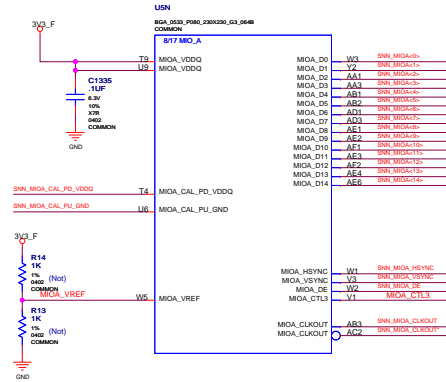 U5N
BGA_0533_P080_230X230_G3_064B
COMMON
8/17 MIO_A
3V3_F
T9 MIOA_VDDQ
U9 MIOA_VDDQ
C1335
.1UF
6.3V
10%
X7R
0402
COMMON
GND
MIOA_D0 W3 SNN_MIOA<0>
MIOA_D1 Y2 SNN_MIOA<1>
MIOA_D2 AA1 SNN_MIOA<2>
MIOA_D3 AA3 SNN_MIOA<3>
MIOA_D4 AB1 SNN_MIOA<4>
MIOA_D5 AB2 SNN_MIOA<5>
MIOA_D6 AD1 SNN_MIOA<6>
MIOA_D7 AD3 SNN_MIOA<7>
MIOA_D8 AE1 SNN_MIOA<8>
MIOA_D9 AE2 SNN_MIOA<9>
MIOA_D10 AF1 SNN_MIOA<10>
MIOA_D11 AE3 SNN_MIOA<11>
MIOA_D12 AF2 SNN_MIOA<12>
MIOA_D13 AE4 SNN_MIOA<13>
MIOA_D14 AE6 SNN_MIOA<14>
SNN_MIOA_CAL_PD_VDDQ T4 MIOA_CAL_PD_VDDQ
SNN_MIOA_CAL_PU_GND U6 MIOA_CAL_PU_GND
3V3_F
R14
1K
1% (Not)
0402
COMMON
MIOA_VREF W5 MIOA_VREF
R13
1K
1% (Not)
0402
COMMON
GND
MIOA_HSYNC W1 SNN_MIOA_HSYNC
MIOA_VSYNC V3 SNN_MIOA_VSYNC
MIOA_DE W2 SNN_MIOA_DE
MIOA_CTL3 V1 MIOA_CTL3
MIOA_CLKOUT AB3 SNN_MIOA_CLKOUT
MIOA_CLKOUT AC2 SNN_MIOA_CLKOUT*